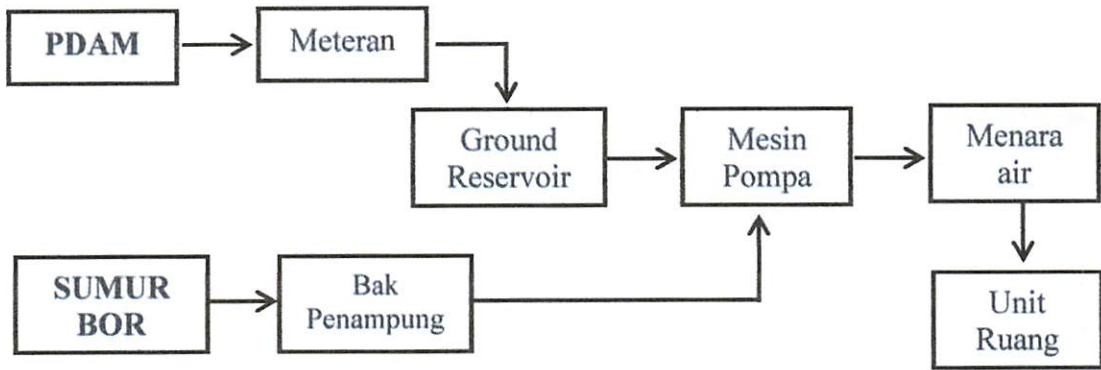 PDAM
Meteran
Ground
Reservoir
Mesin
Pompa
Menara
air
SUMUR
BOR
Bak
Penampung
Unit
Ruang